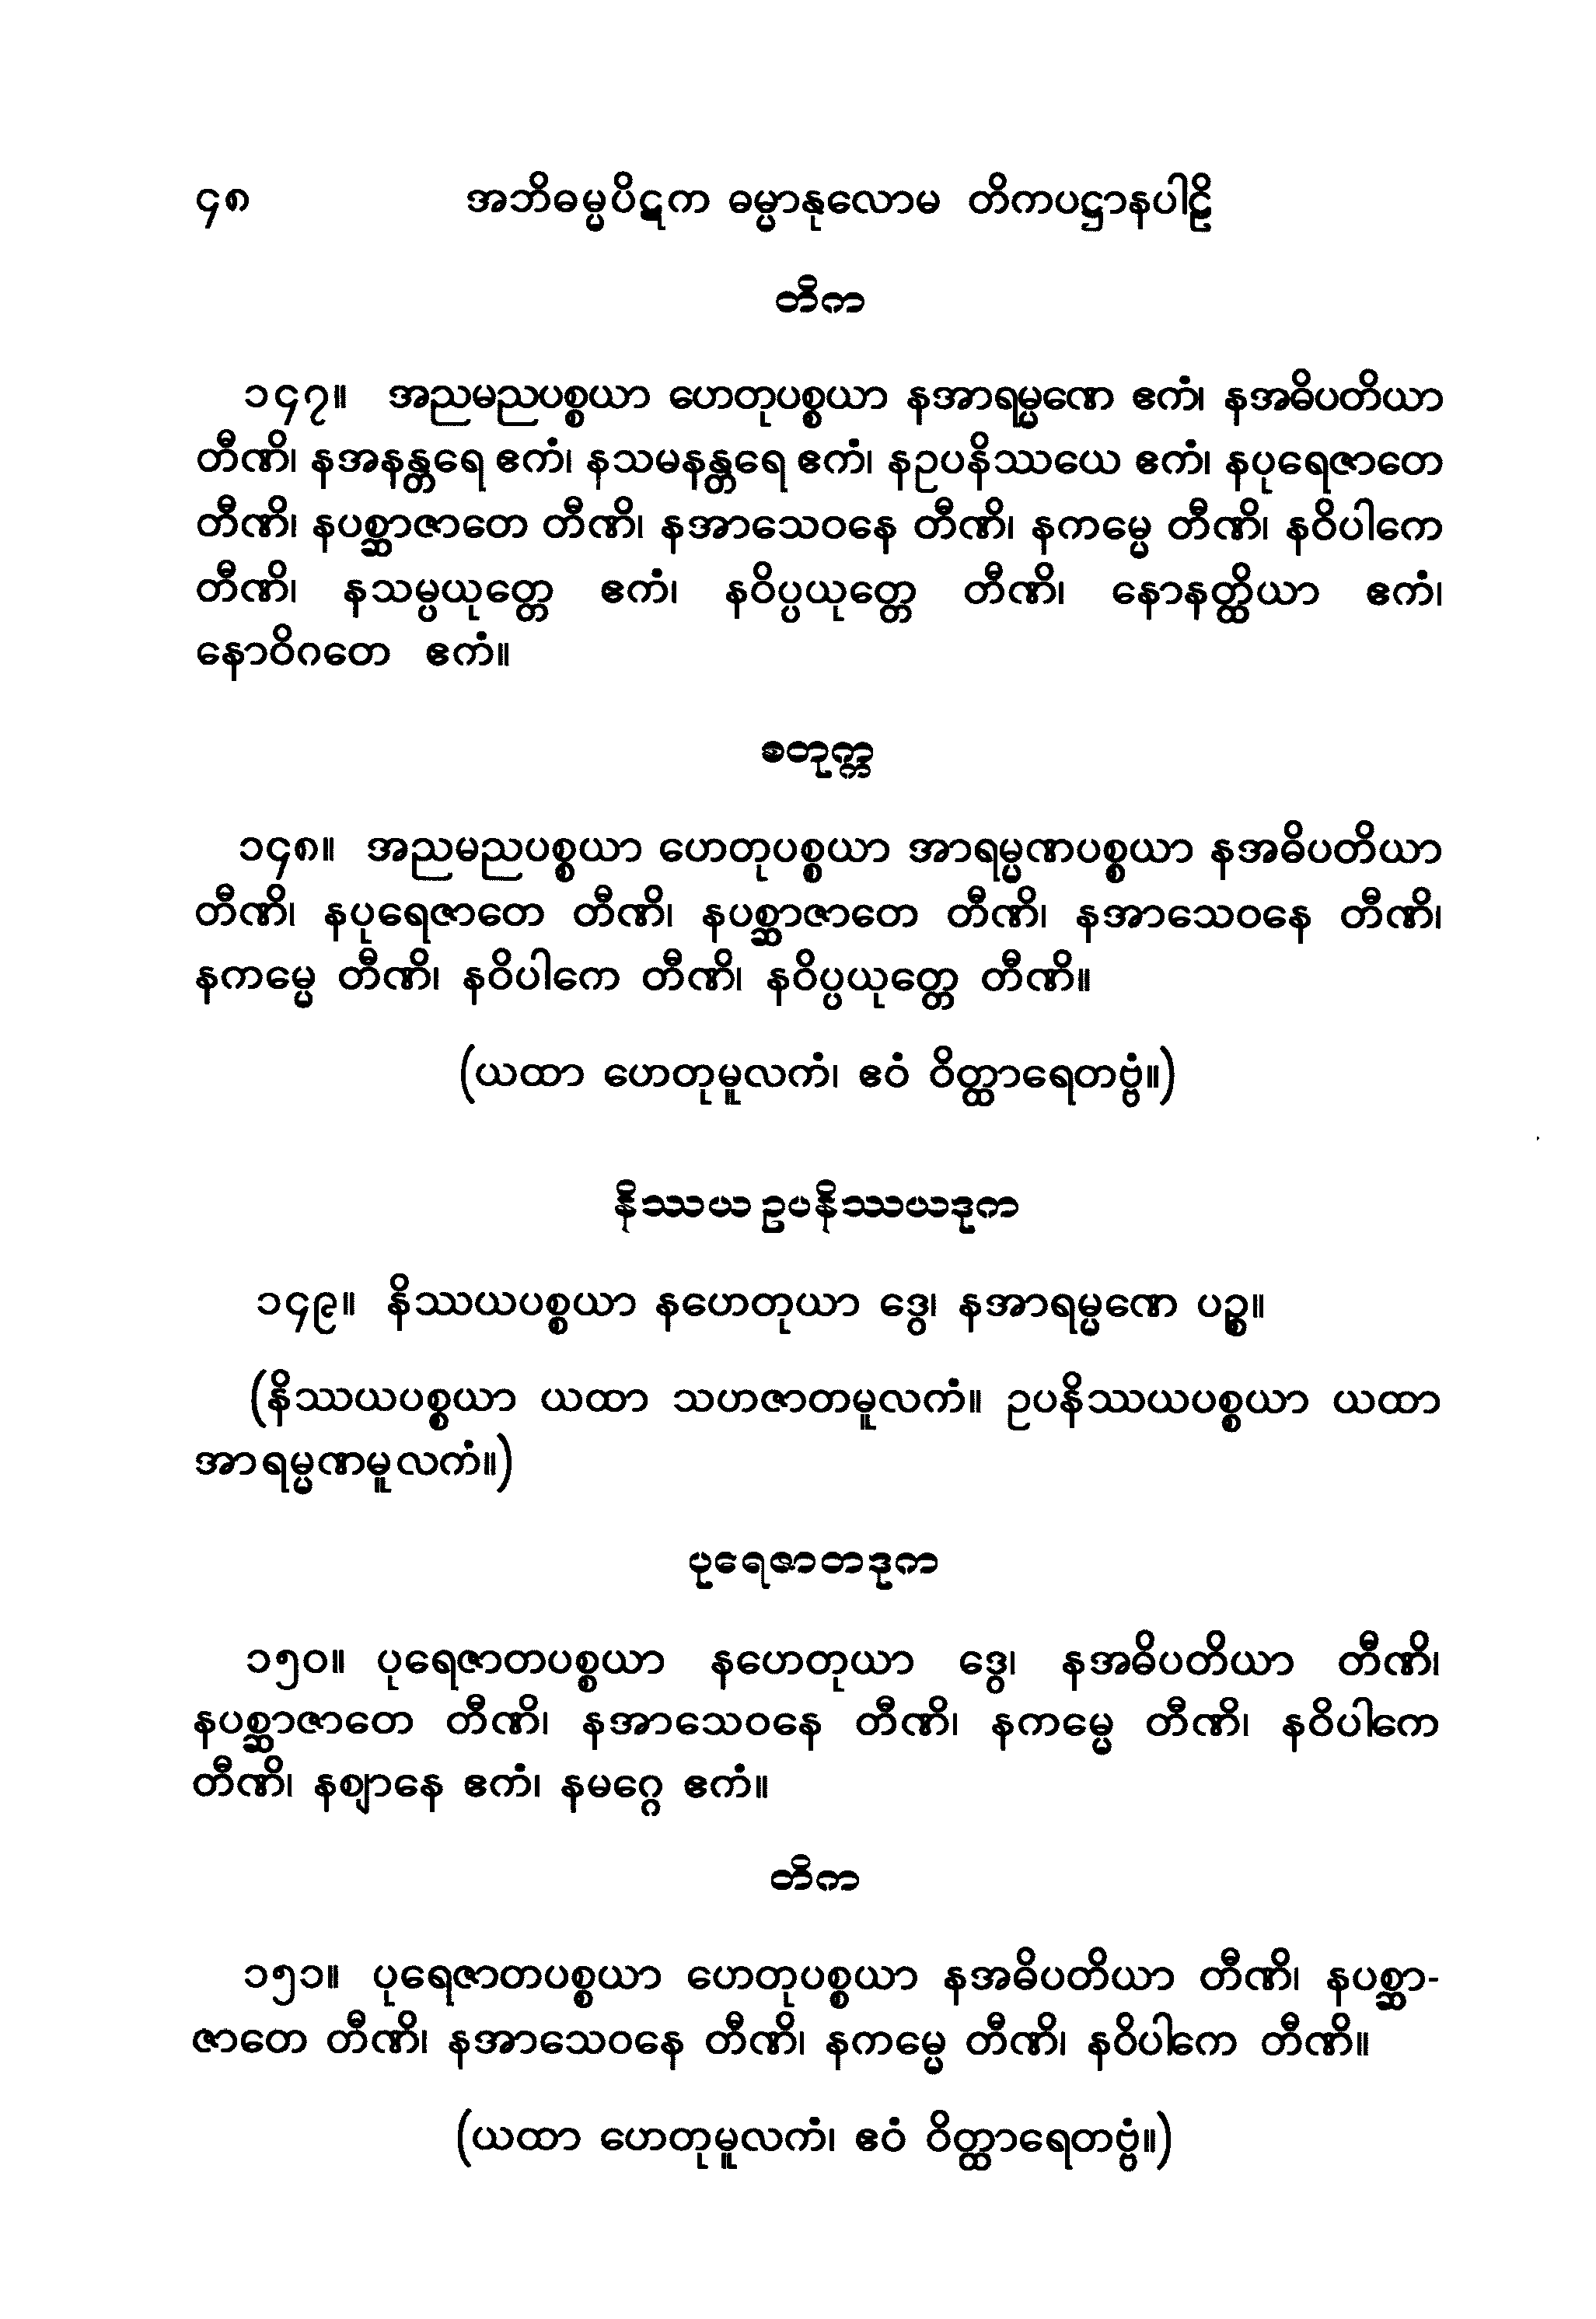 ၄၈ အဘိဓမ္မပိဋက ဓမ္မာနုလောမ တိကပဋ္ဌာနပါဠိ
တိက
၁၄၇။ အညမညပစ္စယာ ဟေတုပစ္စယာ နအာရမ္မဏေ ဧကံ၊ နအဓိပတိယာ
တီဏိ၊ နအနန္တရေ ဧကံ၊ နသမနန္တရေ ဧကံ၊ နဥပနိဿယေ ဧကံ၊ နပုရေဇာတေ
တီဏိ၊ နပစ္ဆာဇာတေ တီဏိ၊ နအာသေဝနေ တီဏိ၊ နကမ္မေ တီဏိ၊ နဝိပါကေ
တီဏိ၊ နသမ္ပယုတ္တေ ဧကံ၊ နဝိပ္ပယုတ္တေ တီဏိ၊ နောနတ္ထိယာ ဧကံ၊
နောဝိဂတေ ဧကံ။
စတုက္က
၁၄၈။ အညမညပစ္စယာ ဟေတုပစ္စယာ အာရမ္မဏပစ္စယာ နအဓိပတိယာ
တီဏိ၊ နပုရေဇာတေ တီဏိ၊ နပစ္ဆာဇာတေ တီဏိ၊ နအာသေဝနေ တီဏိ၊
နကမ္မေ တီဏိ၊ နဝိပါကေ တီဏိ၊ နဝိပ္ပယုတ္တေ တီဏိ။
(ယထာ ဟေတုမူလကံ၊ ဧဝံ ဝိတ္ထာရေတဗ္ဗံ။)
နိဿယ ဥပနိဿယဒုက
၁၄၉။ နိဿယပစ္စယာ နဟေတုယာ ဒွေ၊ နအာရမ္မဏေ ပဉ္စ။
(နိဿယပစ္စယာ ယထာ သဟဇာတမူလကံ။ ဥပနိဿယပစ္စယာ ယထာ
အာရမ္မဏမူလကံ။)
ပုရေဇာတဒုက
၁၅၀။ ပုရေဇာတပစ္စယာ နဟေတုယာ ဒွေ၊ နအဓိပတိယာ တီဏိ၊
နပစ္ဆာဇာတေ တီဏိ၊ နအာသေဝနေ တီဏိ၊ နကမ္မေ တီဏိ၊ နဝိပါကေ
တီဏိ၊ နဈာနေ ဧကံ၊ နမဂ္ဂေ ဧကံ။
တိက
၁၅၁။ ပုရေဇာတပစ္စယာ ဟေတုပစ္စယာ နအဓိပတိယာ တီဏိ၊ နပစ္ဆာ-
ဇာတေ တီဏိ၊ နအာသေဝနေ တီဏိ၊ နကမ္မေ တီဏိ၊ နဝိပါကေ တီဏိ။
(ယထာ ဟေတုမူလကံ၊ ဧဝံ ဝိတ္ထာရေတဗ္ဗံ။)